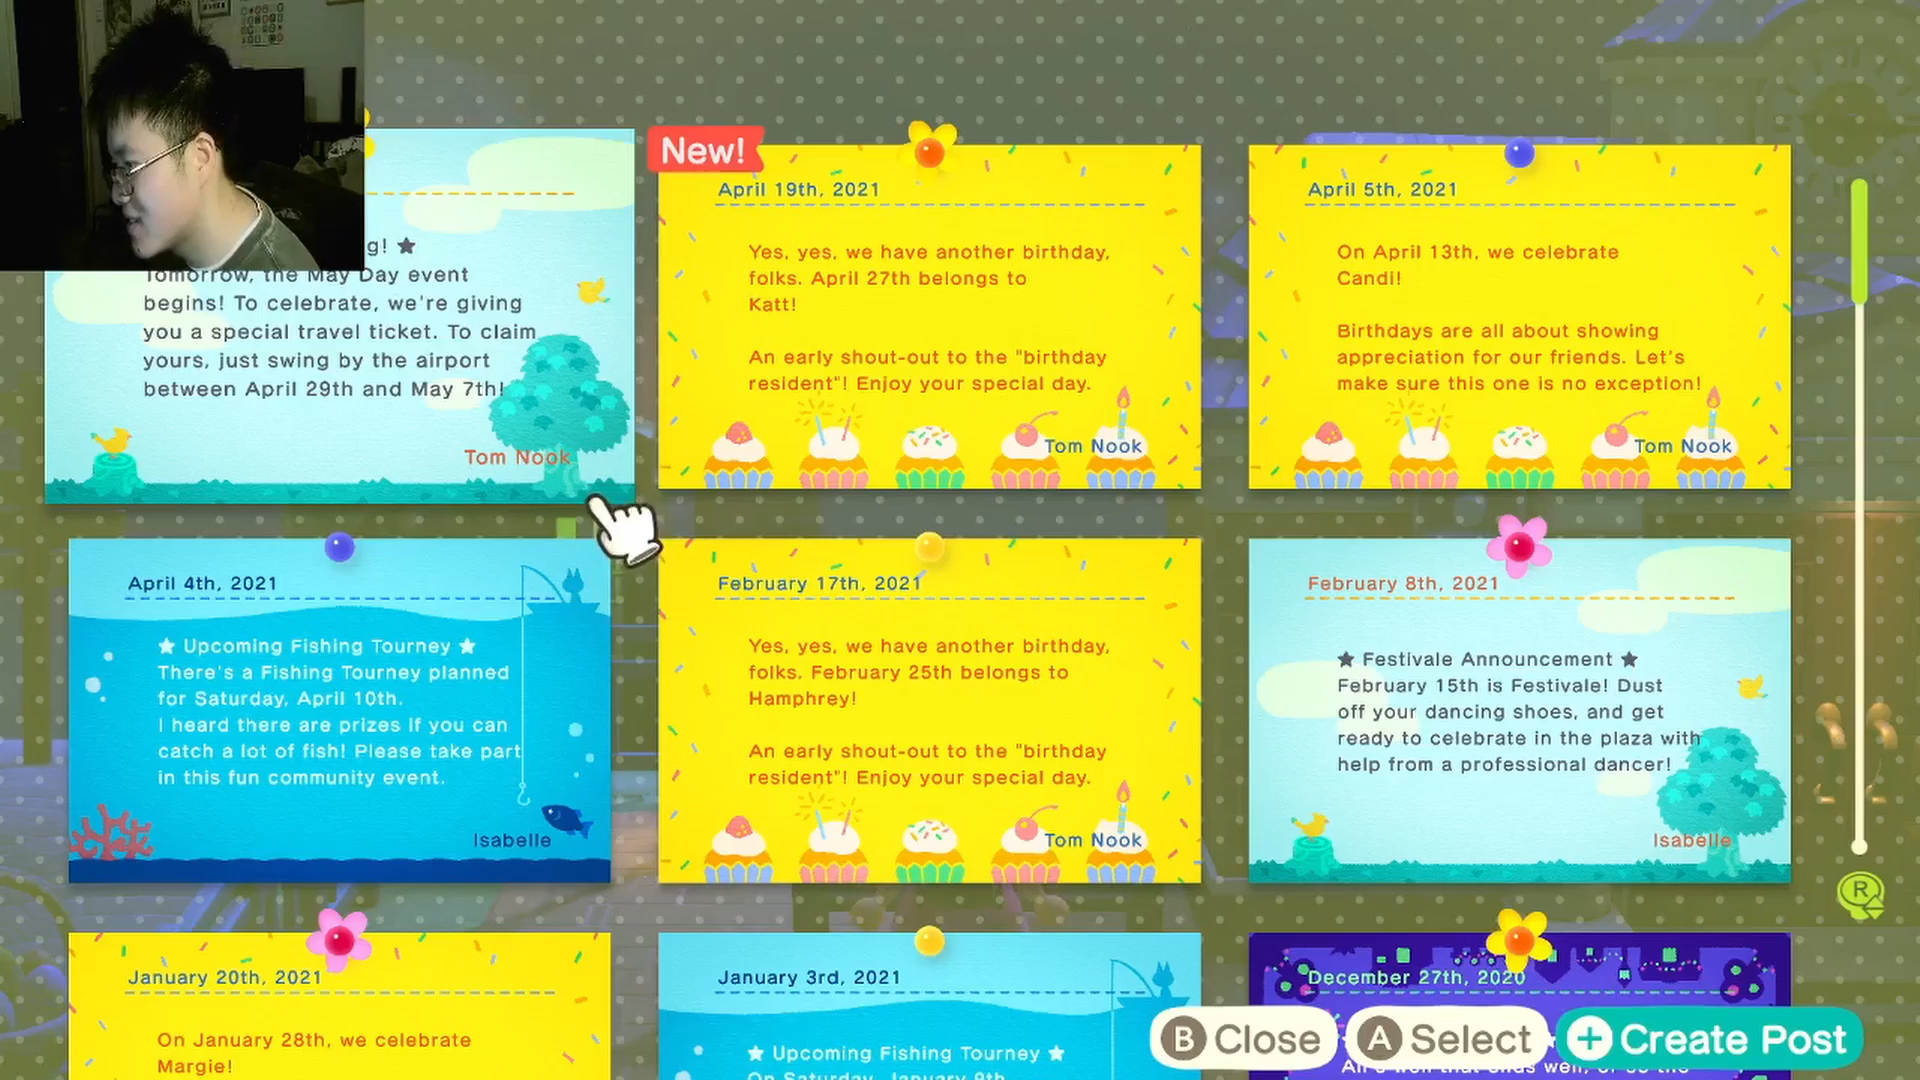 g! ★
Tomorrow, the May Day event
begins! To celebrate, we're giving
you a special travel ticket. To claim
yours, just swing by the airport
between April 29th and May 7th!
Tom Nook
New!
April 19th, 2021
Yes, yes, we have another birthday,
folks. April 27th belongs to
Katt!
An early shout-out to the "birthday
resident"! Enjoy your special day.
Tom Nook
April 5th, 2021
On April 13th, we celebrate
Candi!
Birthdays are all about showing
appreciation for our friends. Let's
make sure this one is no exception!
Tom Nook
April 4th, 2021
★ Upcoming Fishing Tourney ★
There's a Fishing Tourney planned
for Saturday, April 10th.
I heard there are prizes if you can
catch a lot of fish! Please take part
in this fun community event.
Isabelle
February 17th, 2021
Yes, yes, we have another birthday,
folks. February 25th belongs to
Hamphrey!
An early shout-out to the "birthday
resident"! Enjoy your special day.
Tom Nook
February 8th, 2021
★ Festivale Announcement ★
February 15th is Festivale! Dust
off your dancing shoes, and get
ready to celebrate in the plaza with
help from a professional dancer!
Isabelle
R
January 20th, 2021
On January 28th, we celebrate
Margie!
January 3rd, 2021
★ Upcoming Fishing Tourney ★
On Saturday, January 9th
December 27th, 2020
B Close
A Select
+ Create Post